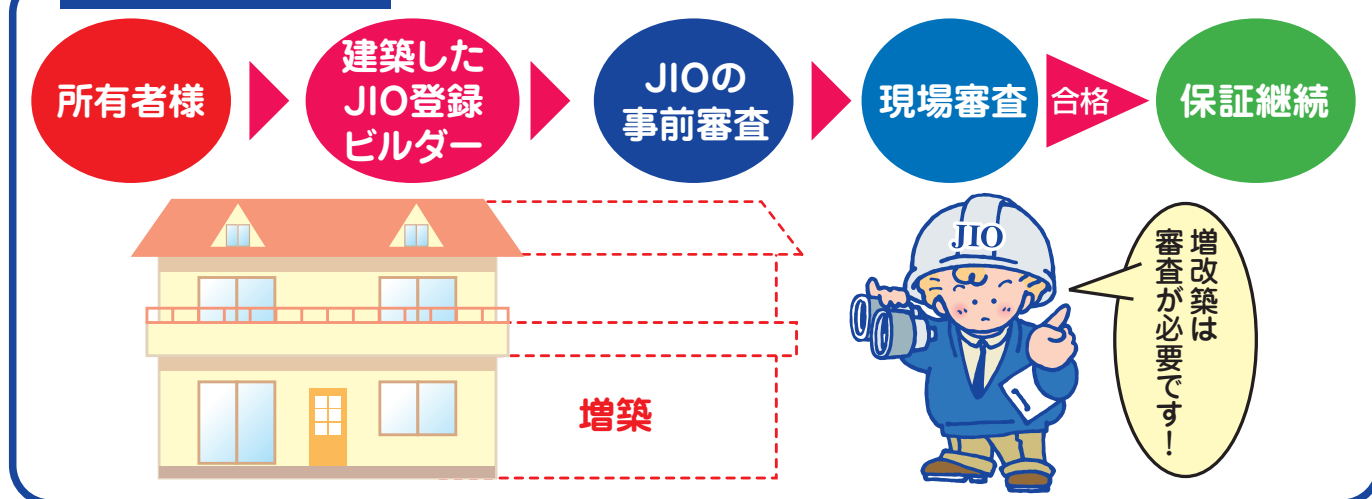 所有者様
建築した
JIO登録
ビルダー
JIOの
事前審査
現場審査
合格
保証継続
増築
JIO
増改築は
審査が必要です！